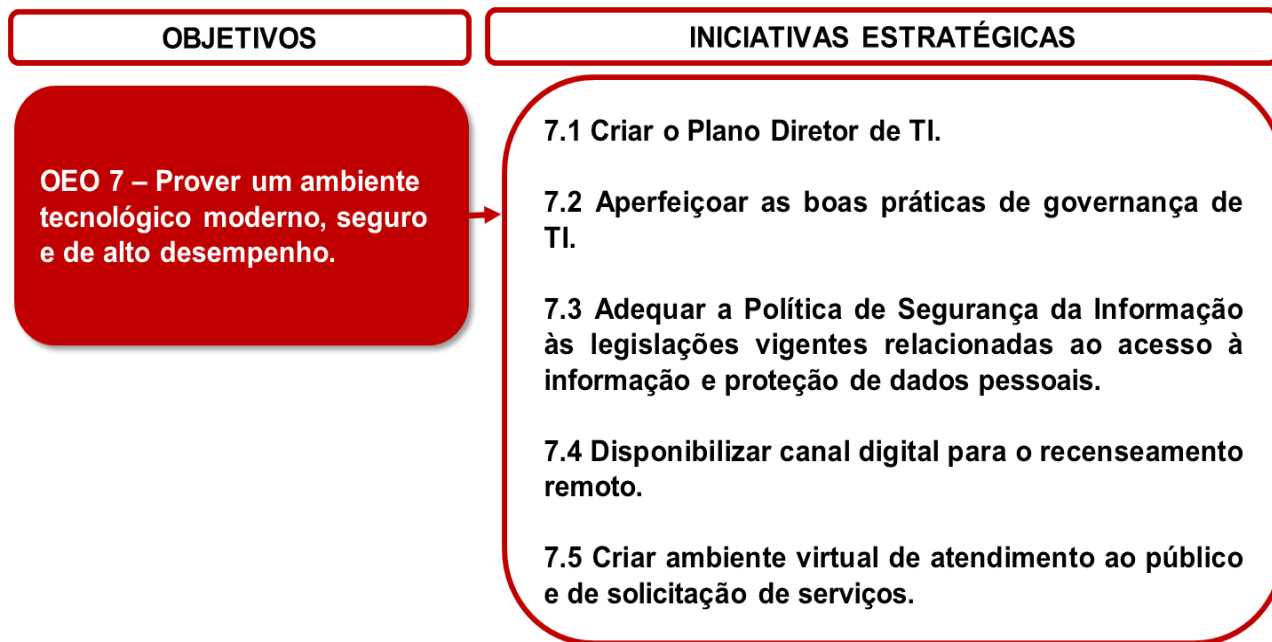 OBJETIVOS
INICIATIVAS ESTRATÉGICAS
OEO 7 – Prover um ambiente
tecnológico moderno, seguro
e de alto desempenho.
7.1 Criar o Plano Diretor de TI.
7.2 Aperfeiçoar as boas práticas de governança de
TI.
7.3 Adequar a Política de Segurança da Informação
às legislações vigentes relacionadas ao acesso à
informação e proteção de dados pessoais.
7.4 Disponibilizar canal digital para o recenseamento
remoto.
7.5 Criar ambiente virtual de atendimento ao público
e de solicitação de serviços.